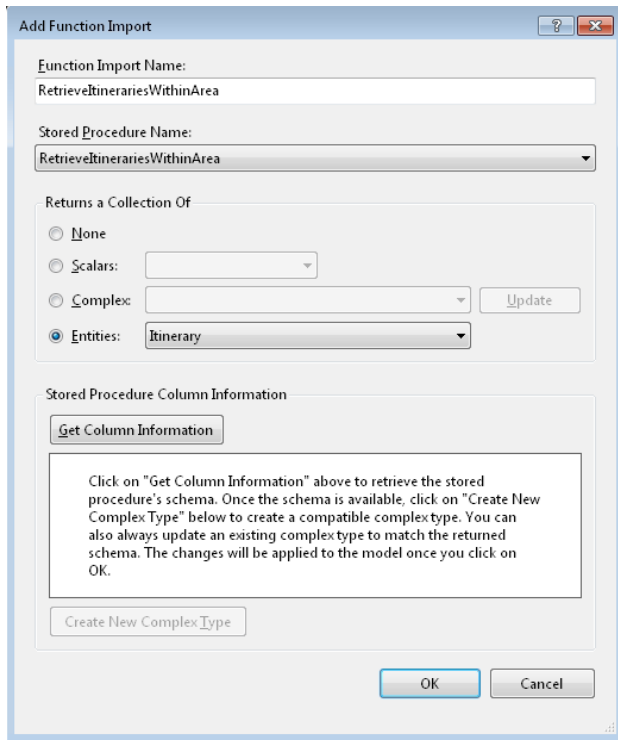 Add Function Import
?
Function Import Name:
RetrieveItinerariesWithinArea
Stored Procedure Name:
RetrieveItinerariesWithinArea
Returns a Collection Of
None
Scalars:
Complex:
Update
Entities:
Itinerary
Stored Procedure Column Information
Get Column Information
Click on "Get Column Information" above to retrieve the stored
procedure's schema. Once the schema is available, click on "Create New
Complex Type" below to create a compatible complex type. You can
also always update an existing complex type to match the returned
schema. The changes will be applied to the model once you click on
OK.
Create New Complex Type
OK
Cancel